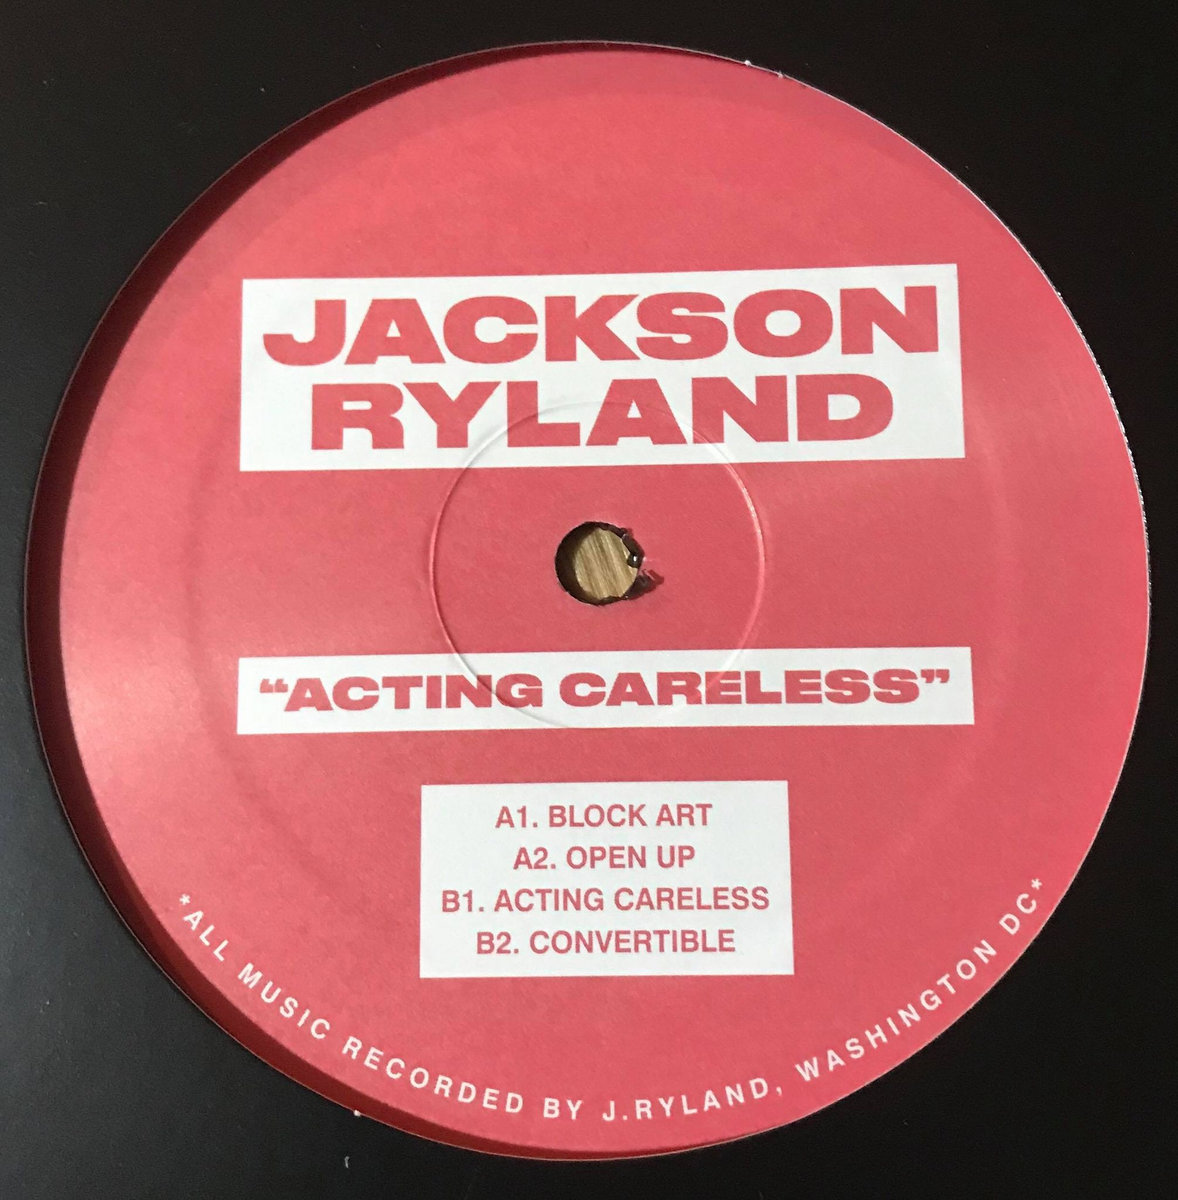 JACKSON
RYLAND
“ACTING CARELESS”
A1. BLOCK ART
A2. OPEN UP
B1. ACTING CARELESS
B2. CONVERTIBLE
*ALL MUSIC RECORDED BY J.RYLAND, WASHINGTON DC*